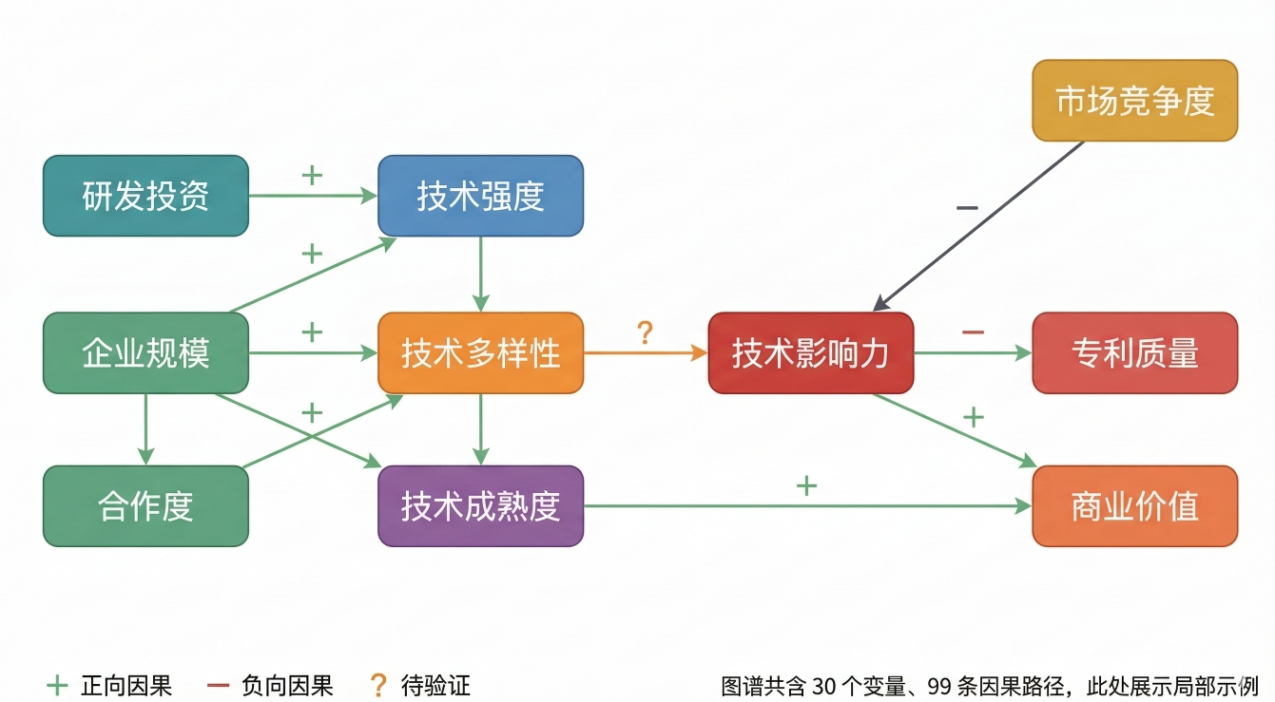 市场竞争度
研发投资
+
技术强度
−
+
企业规模
+
技术多样性
?
技术影响力
−
专利质量
+
+
合作度
技术成熟度
+
商业价值
+ 正向因果 − 负向因果 ? 待验证
图谱共含 30 个变量、99 条因果路径，此处展示局部示例